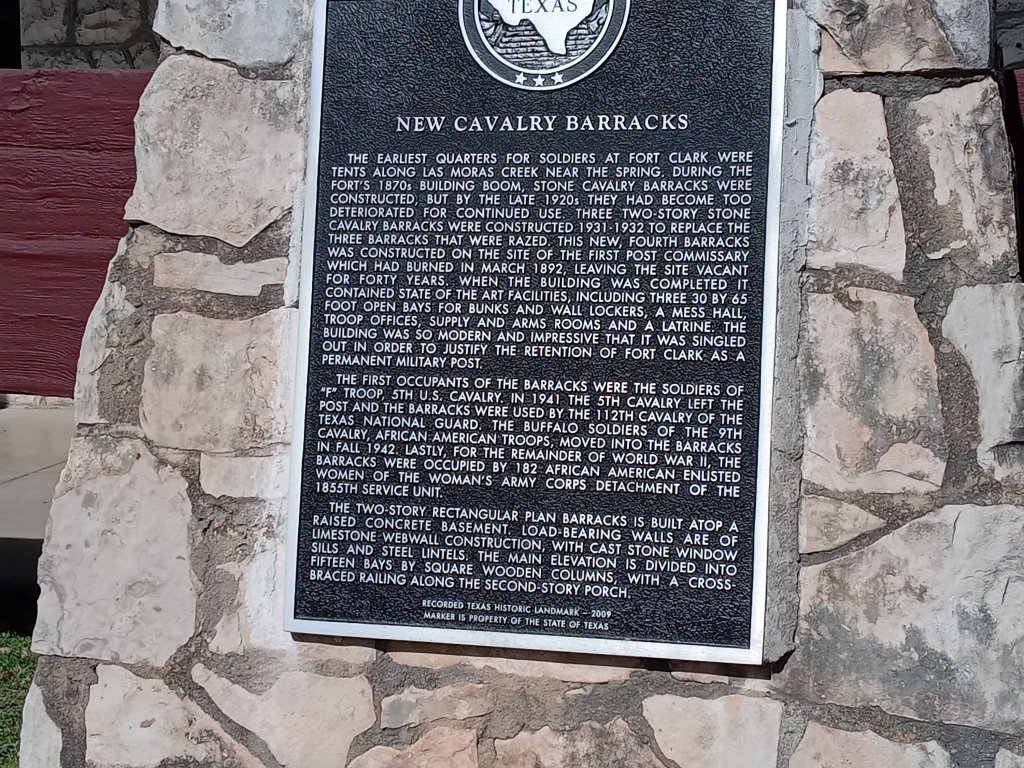 TEXAS
NEW CAVALRY BARRACKS
THE EARLIEST QUARTERS FOR SOLDIERS AT FORT CLARK WERE
TENTS ALONG LAS MORAS CREEK NEAR THE SPRING. DURING THE
FORT'S 1870s BUILDING BOOM, STONE CAVALRY BARRACKS WERE
CONSTRUCTED, BUT BY THE LATE 1920s THEY HAD BECOME TOO
DETERIORATED FOR CONTINUED USE. THREE TWO-STORY STONE
CAVALRY BARRACKS WERE CONSTRUCTED 1931-1932 TO REPLACE THE
THREE BARRACKS THAT WERE RAZED. THIS NEW, FOURTH BARRACKS
WAS CONSTRUCTED ON THE SITE OF THE FIRST POST COMMISSARY
WHICH HAD BURNED IN MARCH 1892, LEAVING THE SITE VACANT
FOR FORTY YEARS. WHEN THE BUILDING WAS COMPLETED IT
CONTAINED STATE OF THE ART FACILITIES, INCLUDING THREE 30 BY 65
FOOT OPEN BAYS FOR BUNKS AND WALL LOCKERS, A MESS HALL,
TROOP OFFICES, SUPPLY AND ARMS ROOMS AND A LATRINE. THE
BUILDING WAS SO MODERN AND IMPRESSIVE THAT IT WAS SINGLED
OUT IN ORDER TO JUSTIFY THE RETENTION OF FORT CLARK AS A
PERMANENT MILITARY POST.
THE FIRST OCCUPANTS OF THE BARRACKS WERE THE SOLDIERS OF
"F" TROOP, 5TH U.S. CAVALRY. IN 1941 THE 5TH CAVALRY LEFT THE
POST AND THE BARRACKS WERE USED BY THE 112TH CAVALRY OF THE
TEXAS NATIONAL GUARD. THE BUFFALO SOLDIERS OF THE 9TH
CAVALRY, AFRICAN AMERICAN TROOPS, MOVED INTO THE BARRACKS
IN FALL 1942. LASTLY, FOR THE REMAINDER OF WORLD WAR II, THE
BARRACKS WERE OCCUPIED BY 182 AFRICAN AMERICAN ENLISTED
WOMEN OF THE WOMAN'S ARMY CORPS DETACHMENT OF THE
1855TH SERVICE UNIT.
THE TWO-STORY RECTANGULAR PLAN BARRACKS IS BUILT ATOP A
RAISED CONCRETE BASEMENT. LOAD-BEARING WALLS ARE OF
LIMESTONE WEBWALL CONSTRUCTION, WITH CAST STONE WINDOW
SILLS AND STEEL LINTELS. THE MAIN ELEVATION IS DIVIDED INTO
FIFTEEN BAYS BY SQUARE WOODEN COLUMNS, WITH A CROSS-
BRACED RAILING ALONG THE SECOND-STORY PORCH.
RECORDED TEXAS HISTORIC LANDMARK – 2009
MARKER IS PROPERTY OF THE STATE OF TEXAS